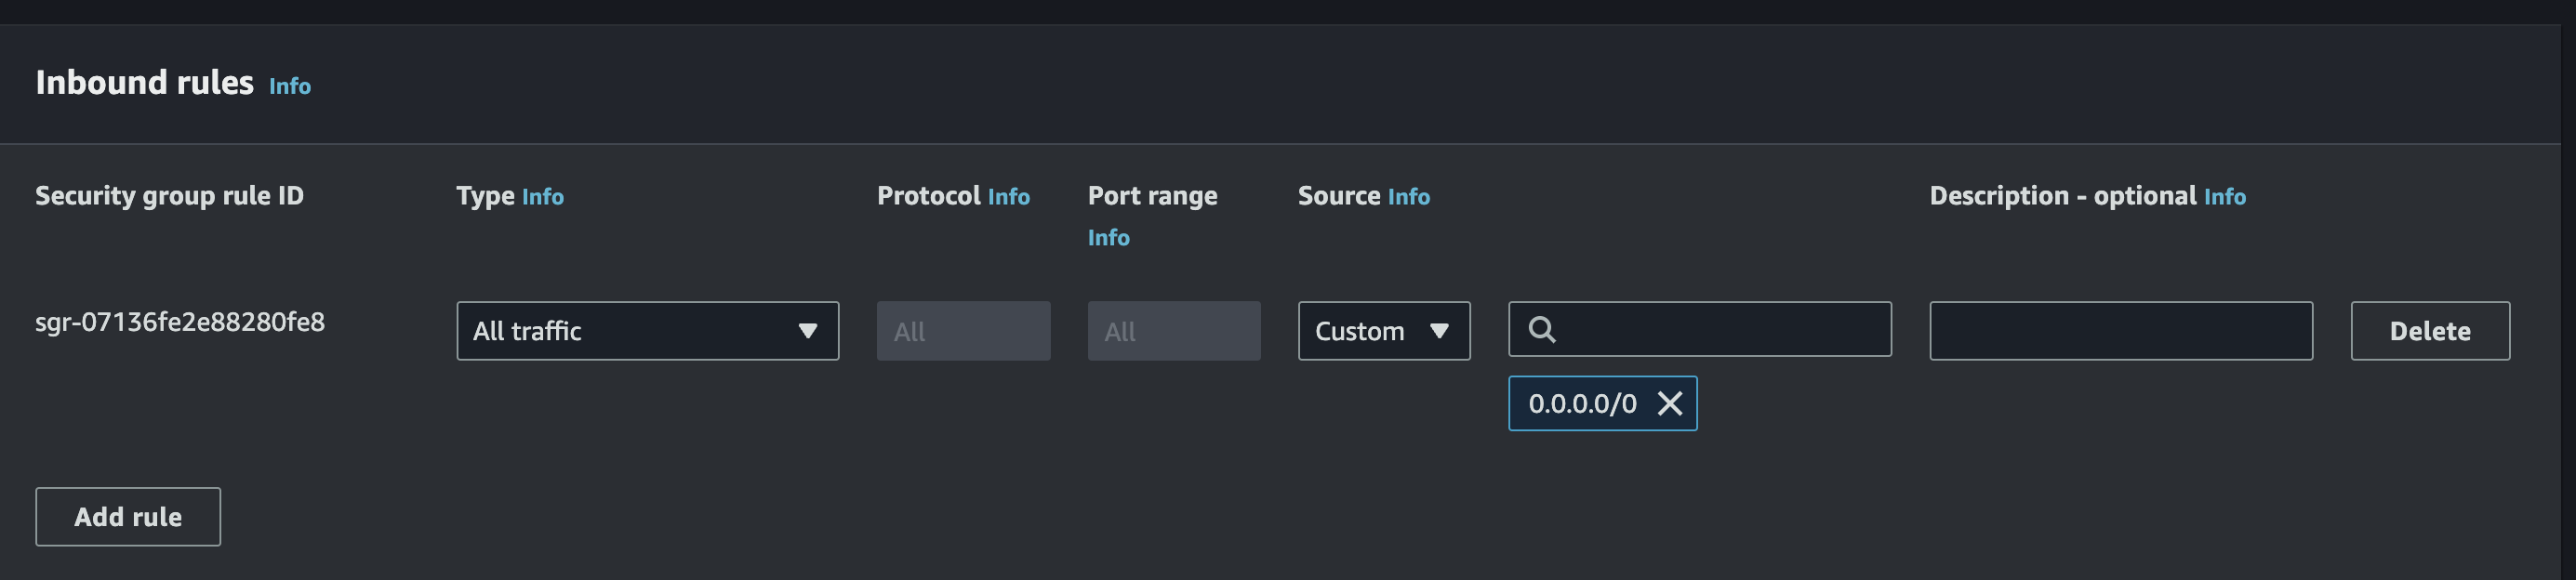 Inbound rules Info
Security group rule ID Type Info Protocol Info Port range Info Source Info Description - optional Info
sgr-07136fe2e88280fe8 All traffic All All Custom Delete
0.0.0.0/0
Add rule